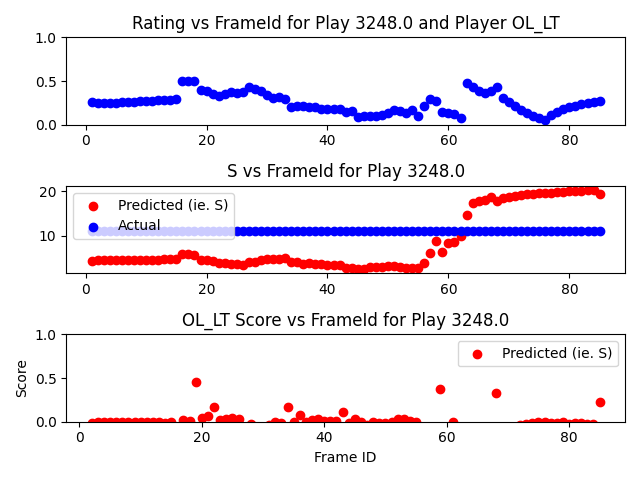 Rating vs FrameId for Play 3248.0 and Player OL_LT
1.0
0.5
0.0
0 20 40 60 80
S vs FrameId for Play 3248.0
20
10
Predicted (ie. S)
Actual
0 20 40 60 80
OL_LT Score vs FrameId for Play 3248.0
1.0
0.5
0.0
Score
Predicted (ie. S)
0 20 40 60 80
Frame ID